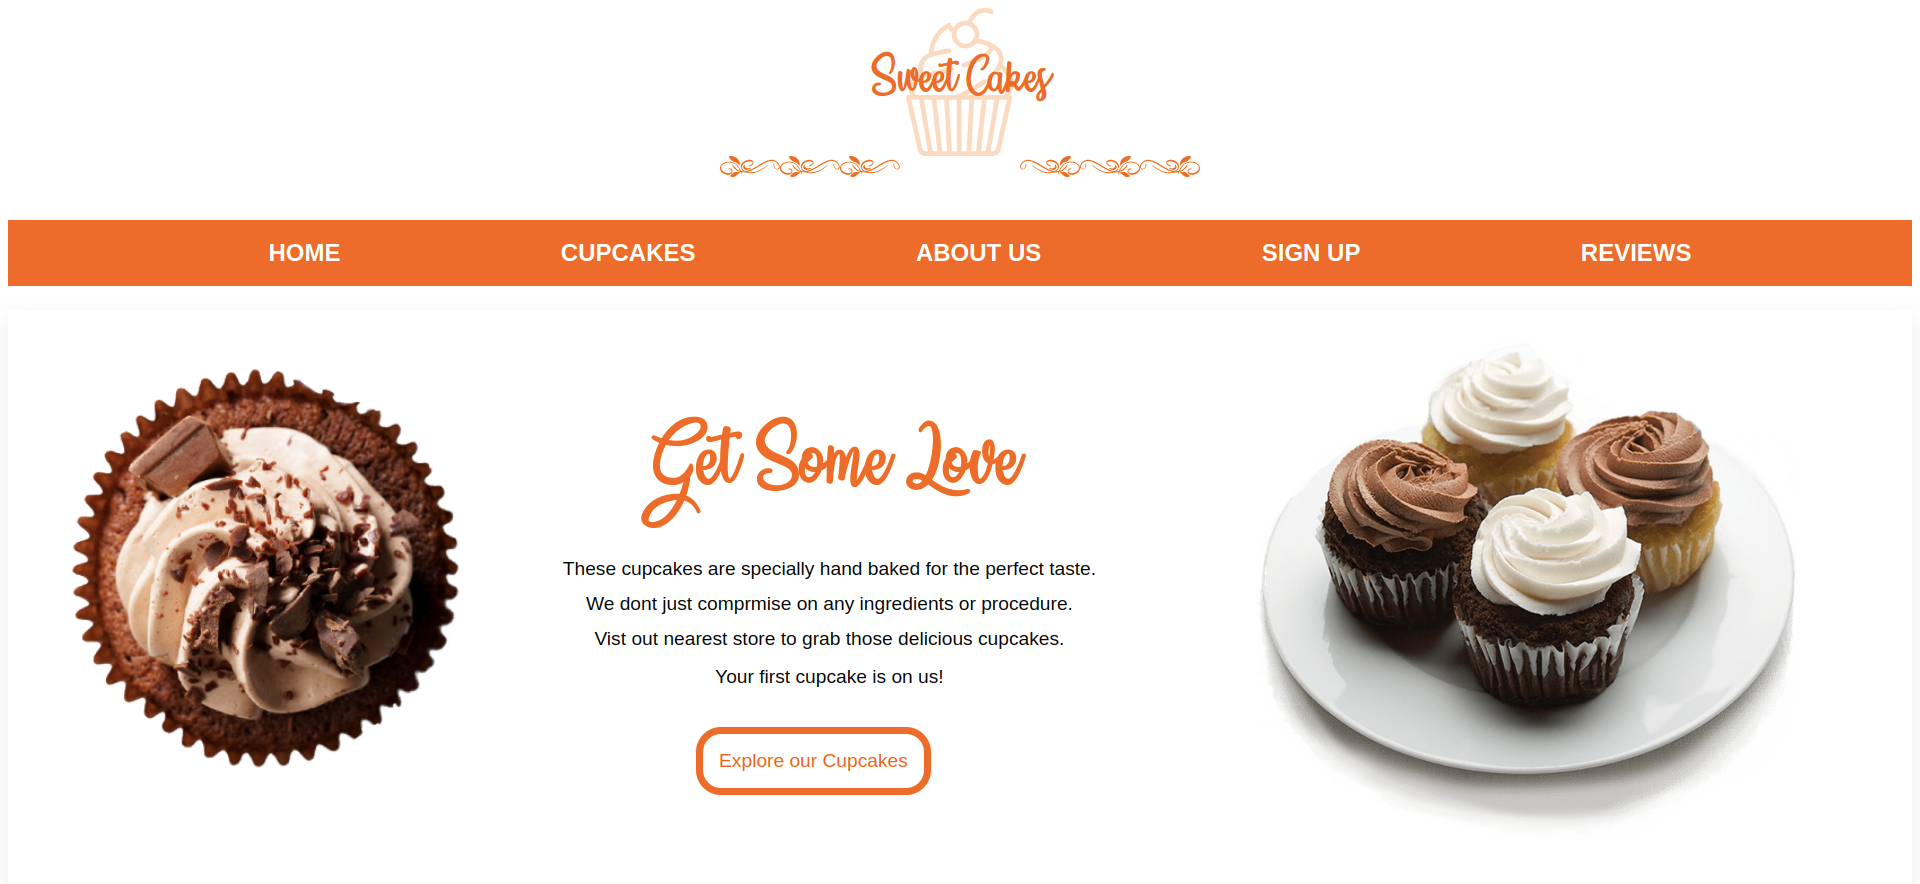 Sweet Cakes
HOME CUPCAKES ABOUT US SIGN UP REVIEWS
Get Some Love
These cupcakes are specially hand baked for the perfect taste.
We dont just comprmise on any ingredients or procedure.
Vist out nearest store to grab those delicious cupcakes.
Your first cupcake is on us!
Explore our Cupcakes